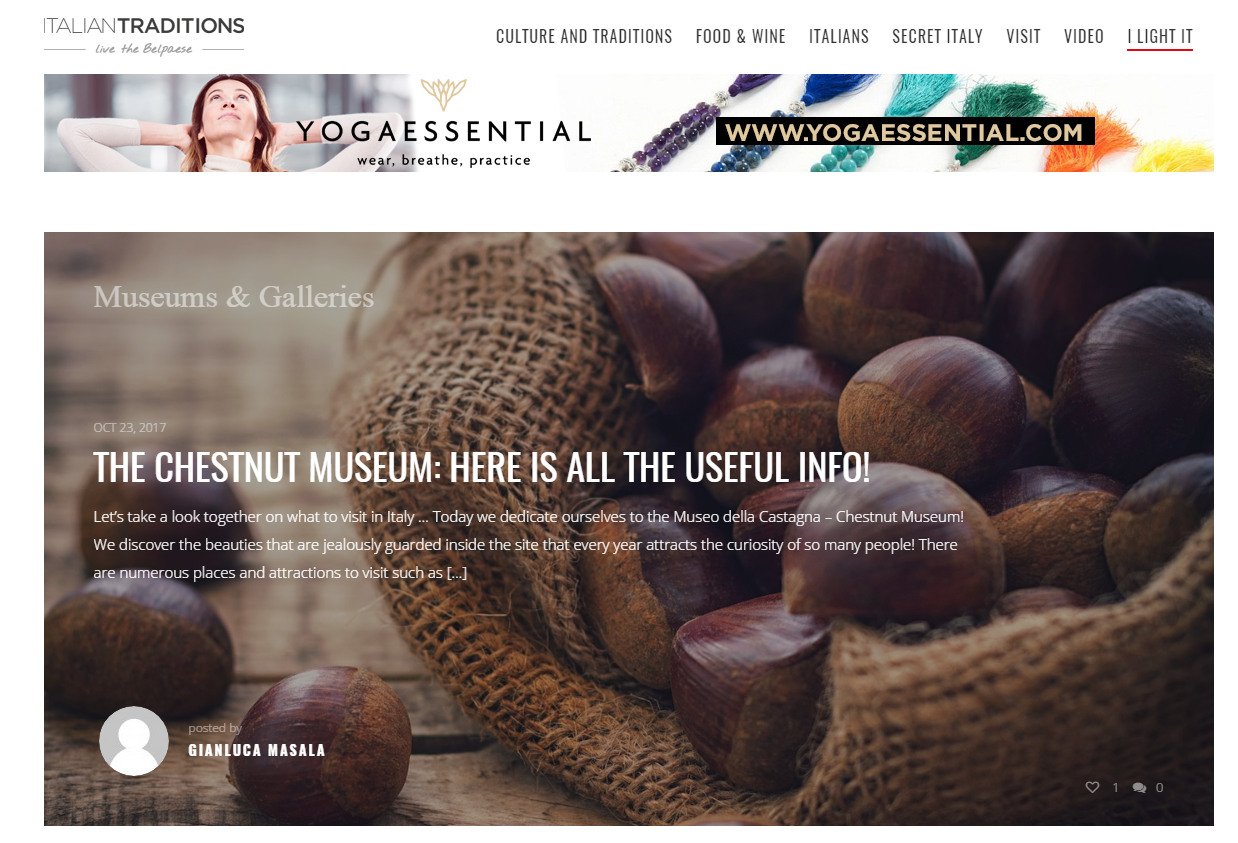 ITALIANTRADITIONS
live the Belpaese
CULTURE AND TRADITIONS FOOD & WINE ITALIANS SECRET ITALY VISIT VIDEO I LIGHT IT
YOGAESSENTIAL
wear, breathe, practice
WWW.YOGAESSENTIAL.COM
Museums & Galleries
OCT 23, 2017
THE CHESTNUT MUSEUM: HERE IS ALL THE USEFUL INFO!
Let's take a look together on what to visit in Italy ... Today we dedicate ourselves to the Museo della Castagna – Chestnut Museum!
We discover the beauties that are jealously guarded inside the site that every year attracts the curiosity of so many people! There
are numerous places and attractions to visit such as [...]
posted by
GIANLUCA MASALA
1 0